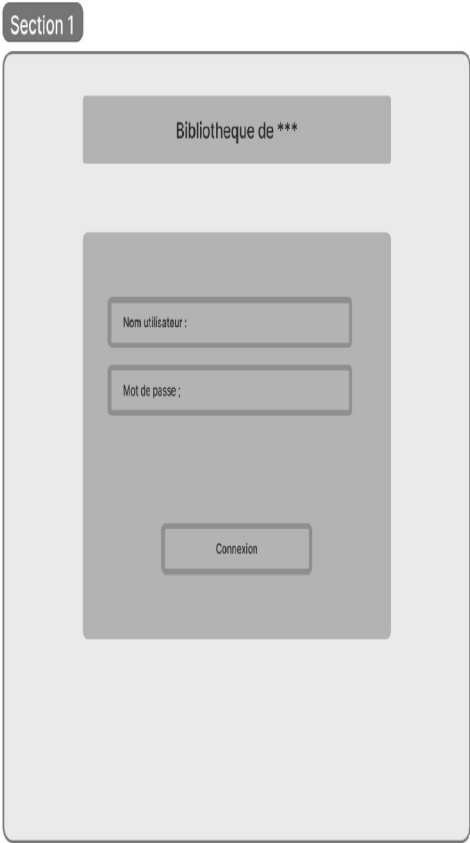 Section 1
Bibliotheque de ***
Nom utilisateur :
Mot de passe ;
Connexion